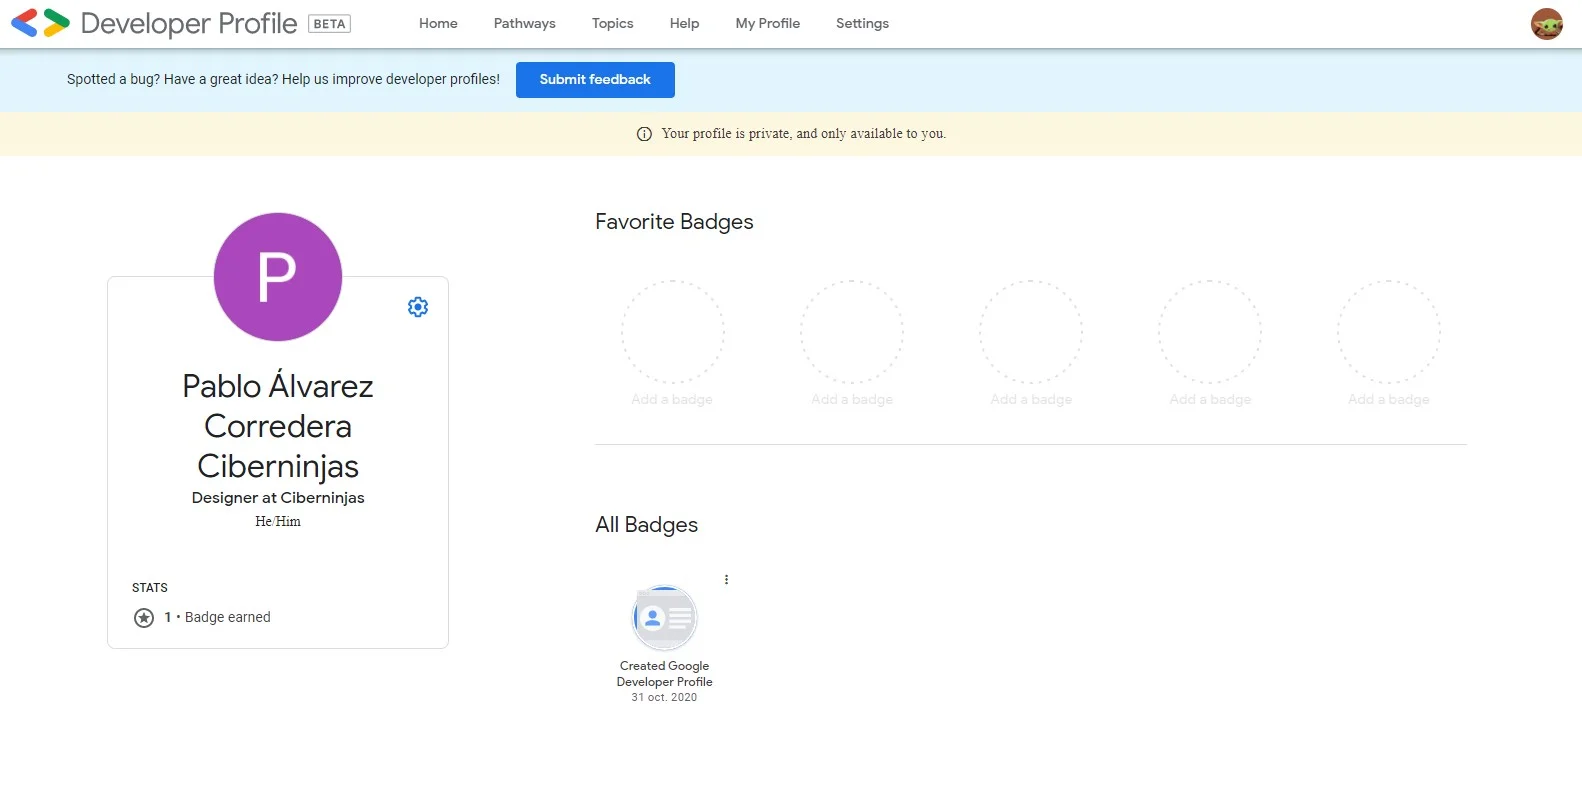 Developer Profile BETA
Home Pathways Topics Help My Profile Settings
Spotted a bug? Have a great idea? Help us improve developer profiles! Submit feedback
Your profile is private, and only available to you.
P
Pablo Álvarez
Corredera
Ciberninjas
Designer at Ciberninjas
He/Him
STATS
1 • Badge earned
Favorite Badges
Add a badge Add a badge Add a badge Add a badge Add a badge
All Badges
Created Google
Developer Profile
31 oct. 2020